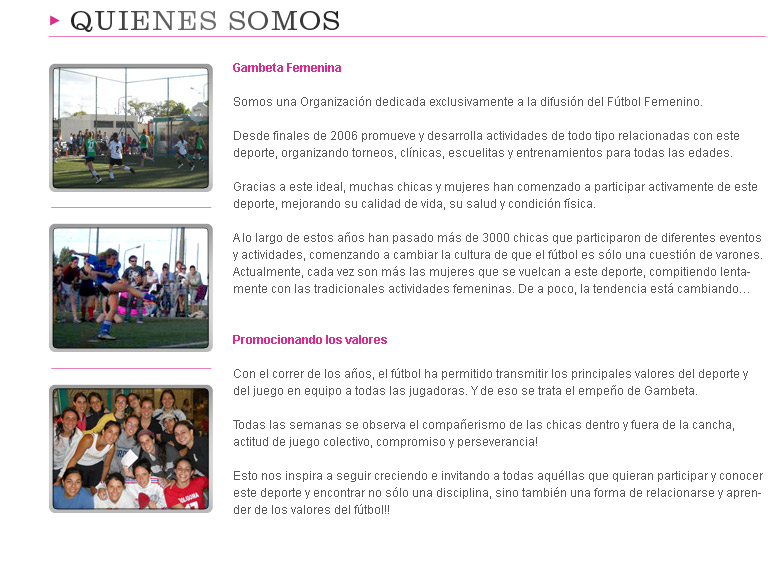 QUIENES SOMOS
Gambeta Femenina
Somos una Organización dedicada exclusivamente a la difusión del Fútbol Femenino.
Desde finales de 2006 promueve y desarrolla actividades de todo tipo relacionadas con este
deporte, organizando torneos, clínicas, escuelitas y entrenamientos para todas las edades.
Gracias a este ideal, muchas chicas y mujeres han comenzado a participar activamente de este
deporte, mejorando su calidad de vida, su salud y condición física.
A lo largo de estos años han pasado más de 3000 chicas que participaron de diferentes eventos
y actividades, comenzando a cambiar la cultura de que el fútbol es sólo una cuestión de varones.
Actualmente, cada vez son más las mujeres que se vuelcan a este deporte, compitiendo lenta-
mente con las tradicionales actividades femeninas. De a poco, la tendencia está cambiando...
Promocionando los valores
Con el correr de los años, el fútbol ha permitido transmitir los principales valores del deporte y
del juego en equipo a todas las jugadoras. Y de eso se trata el empeño de Gambeta.
Todas las semanas se observa el compañerismo de las chicas dentro y fuera de la cancha,
actitud de juego colectivo, compromiso y perseverancia!
Esto nos inspira a seguir creciendo e invitando a todas aquéllas que quieran participar y conocer
este deporte y encontrar no sólo una disciplina, sino también una forma de relacionarse y apren-
der de los valores del fútbol!!